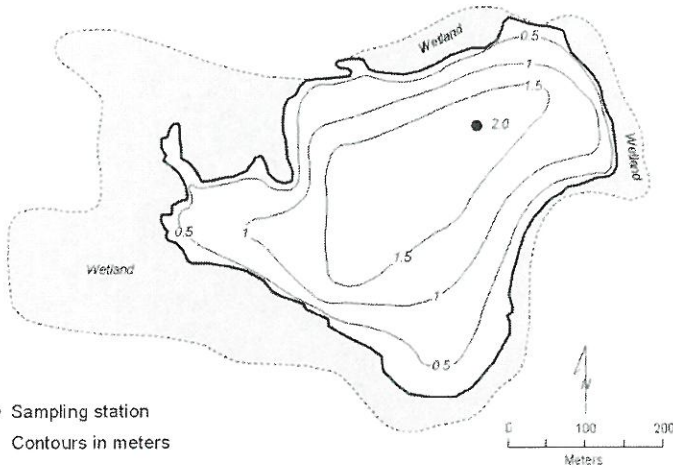 Wetland
0.5
1
1.5
2.0
Wetland
0.5
1
1.5
Wetland
1
0.5
N
Sampling station
Contours in meters
0 100 200
Meters